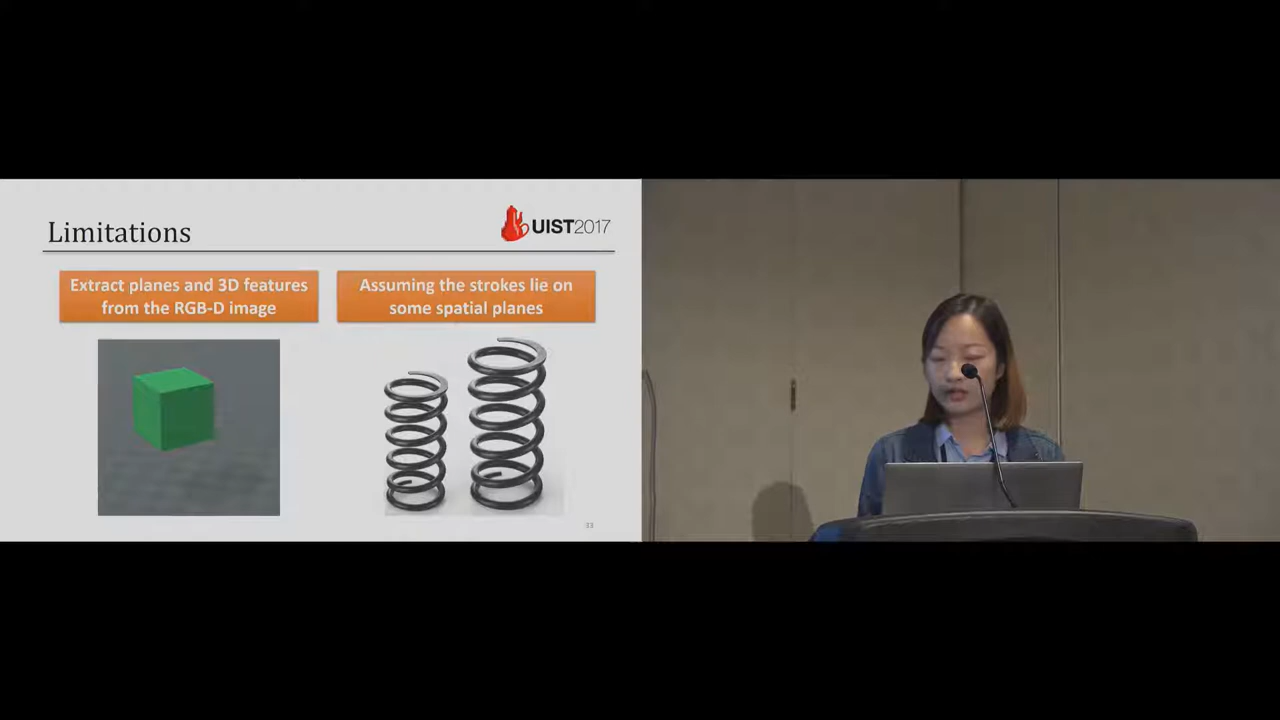 Limitations
UIST2017
Extract planes and 3D features
from the RGB-D image
Assuming the strokes lie on
some spatial planes
33